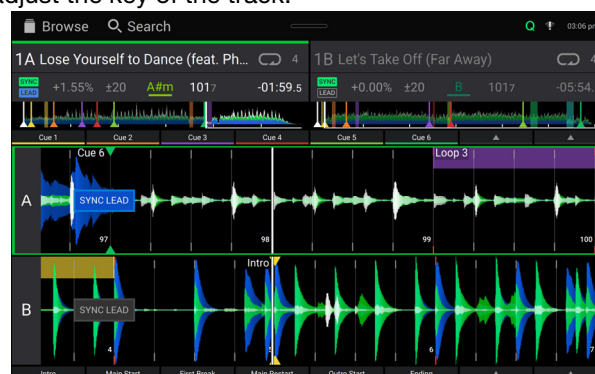 adjust the key of the track.
Browse Search Q 03:06 pm
1A Lose Yourself to Dance (feat. Ph... 4 1B Let's Take Off (Far Away) 4
SYNC LEAD +1.55% ±20 A#m 1017 -01:59.5 SYNC LEAD +0.00% ±20 B 1017 -05:54.
Cue 1 Cue 2 Cue 3 Cue 4 Cue 5 Cue 6
Cue 6 Loop 3
A SYNC LEAD
97 98 99 100
Intro
B SYNC LEAD
4 5 6 7
Intro Main Start First Break Main Restart Outro Start Ending